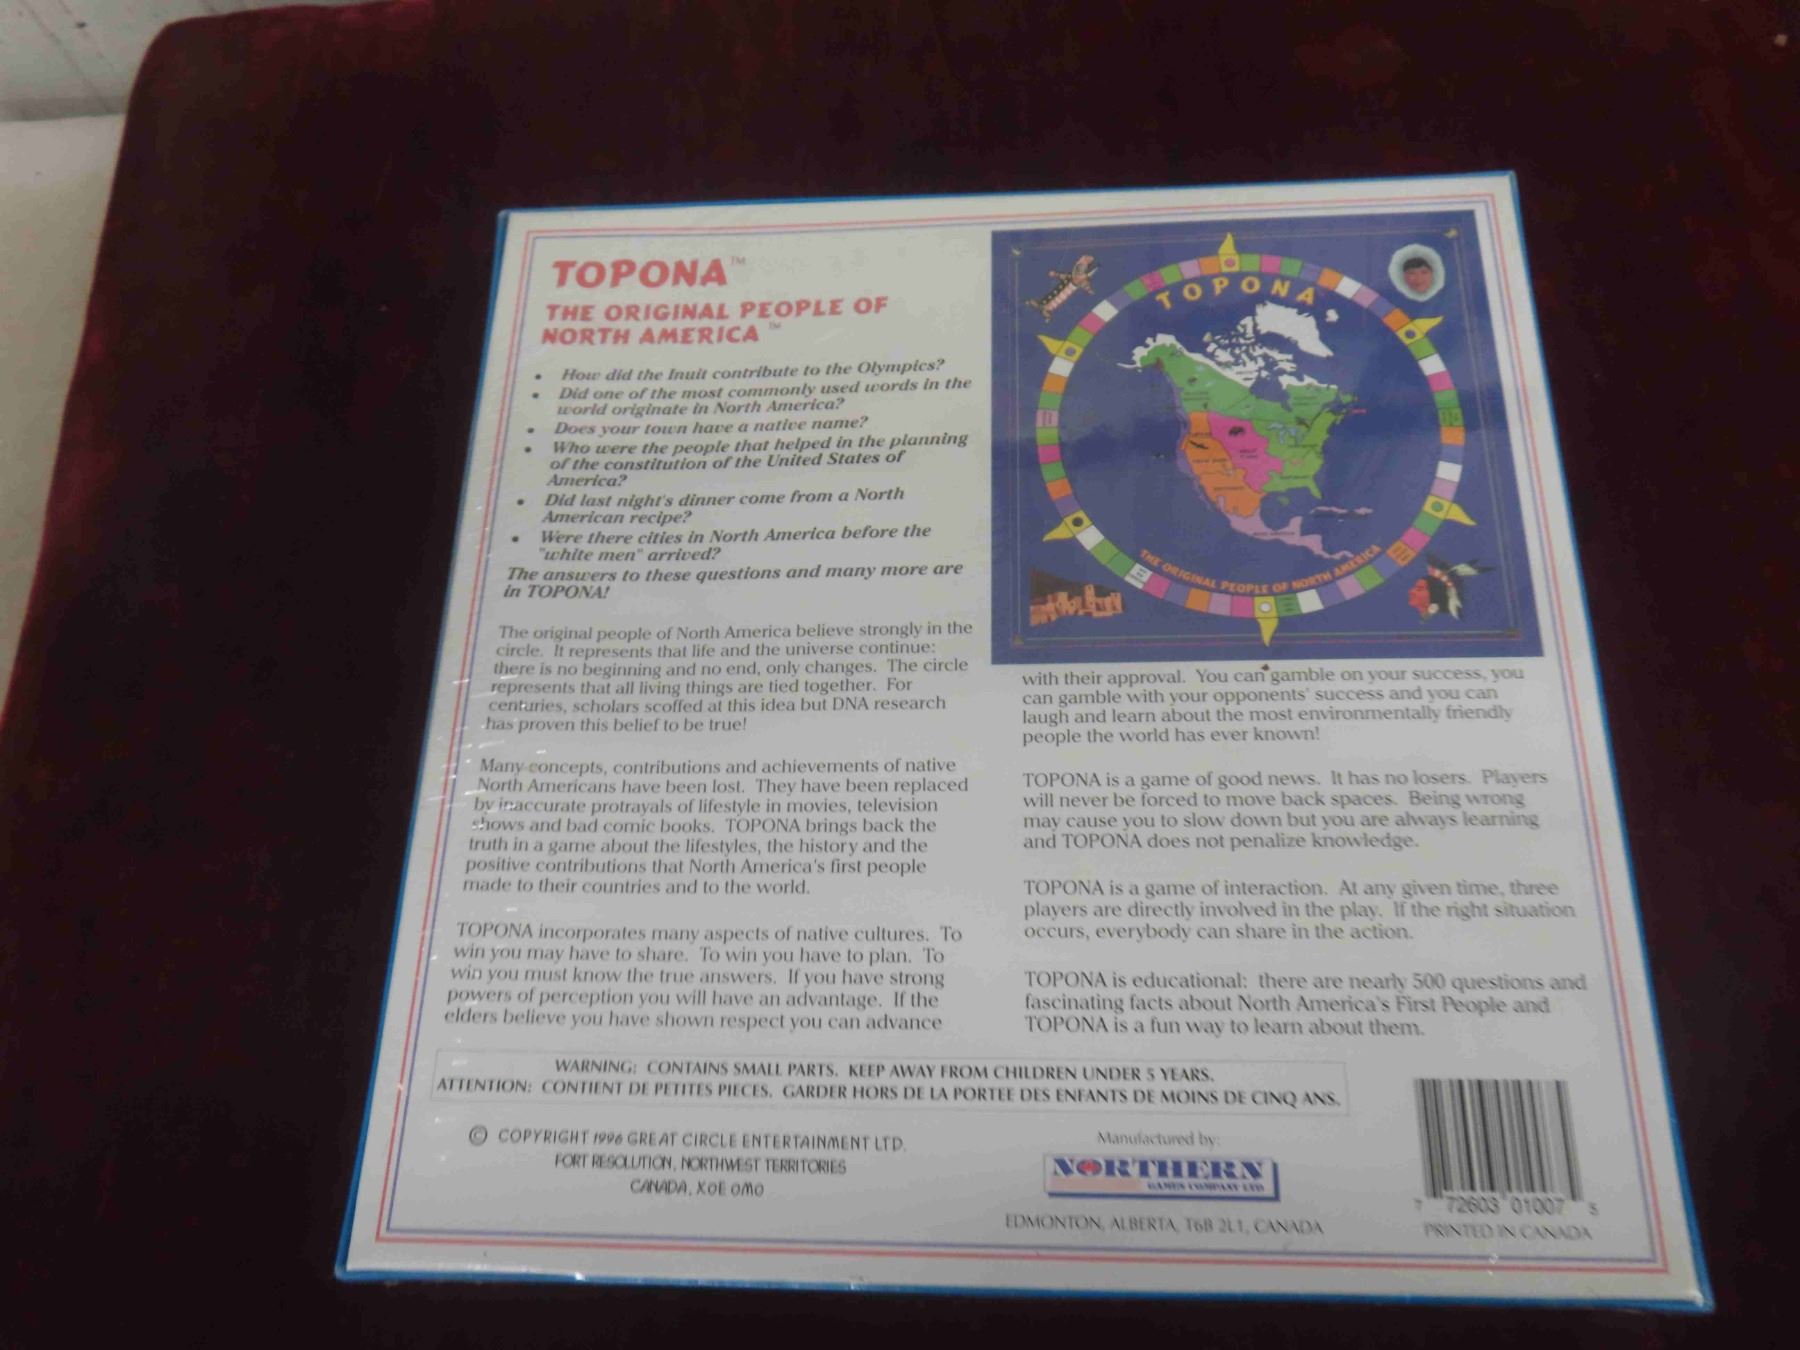 TOPONA™
THE ORIGINAL PEOPLE OF
NORTH AMERICA™
• How did the Inuit contribute to the Olympics?
• Did one of the most commonly used words in the
world originate in North America?
• Does your town have a native name?
• Who were the people that helped in the planning
of the constitution of the United States of
America?
• Did last night's dinner come from a North
American recipe?
• Were there cities in North America before the
"white men" arrived?
The answers to these questions and many more are
in TOPONA!
The original people of North America believe strongly in the
circle. It represents that life and the universe continue:
there is no beginning and no end, only changes. The circle
represents that all living things are tied together. For
centuries, scholars scoffed at this idea but DNA research
has proven this belief to be true!
Many concepts, contributions and achievements of native
North Americans have been lost. They have been replaced
by inaccurate protrayals of lifestyle in movies, television
shows and bad comic books. TOPONA brings back the
truth in a game about the lifestyles, the history and the
positive contributions that North America's first people
made to their countries and to the world.
TOPONA incorporates many aspects of native cultures. To
win you may have to share. To win you have to plan. To
win you must know the true answers. If you have strong
powers of perception you will have an advantage. If the
elders believe you have shown respect you can advance
TOPONA
THE ORIGINAL PEOPLE OF NORTH AMERICA
with their approval. You can gamble on your success, you
can gamble with your opponents' success and you can
laugh and learn about the most environmentally friendly
people the world has ever known!
TOPONA is a game of good news. It has no losers. Players
will never be forced to move back spaces. Being wrong
may cause you to slow down but you are always learning
and TOPONA does not penalize knowledge.
TOPONA is a game of interaction. At any given time, three
players are directly involved in the play. If the right situation
occurs, everybody can share in the action.
TOPONA is educational: there are nearly 500 questions and
fascinating facts about North America's First People and
TOPONA is a fun way to learn about them.
WARNING: CONTAINS SMALL PARTS. KEEP AWAY FROM CHILDREN UNDER 5 YEARS.
ATTENTION: CONTIENT DE PETITES PIECES. GARDER HORS DE LA PORTEE DES ENFANTS DE MOINS DE CINQ ANS.
© COPYRIGHT 1996 GREAT CIRCLE ENTERTAINMENT LTD.
FORT RESOLUTION, NORTHWEST TERRITORIES
CANADA, X0E 0M0
Manufactured by:
NORTHERN
GAMES COMPANY LTD
EDMONTON, ALBERTA, T6B 2L1, CANADA
7 72603 01007 5
PRINTED IN CANADA